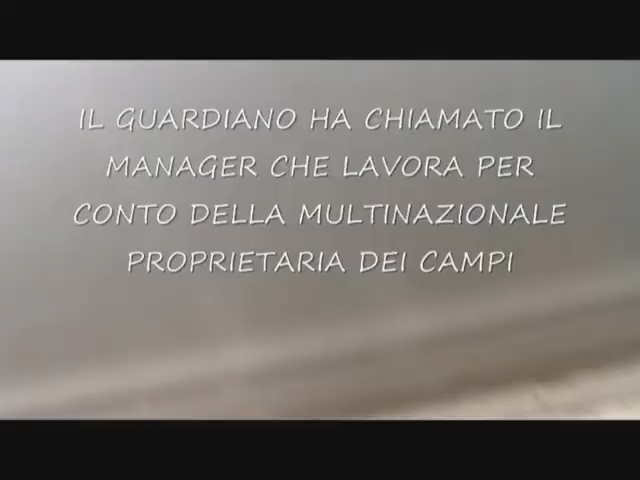 IL GUARDIANO HA CHIAMATO IL
MANAGER CHE LAVORA PER
CONTO DELLA MULTINAZIONALE
PROPRIETARIA DEI CAMPI